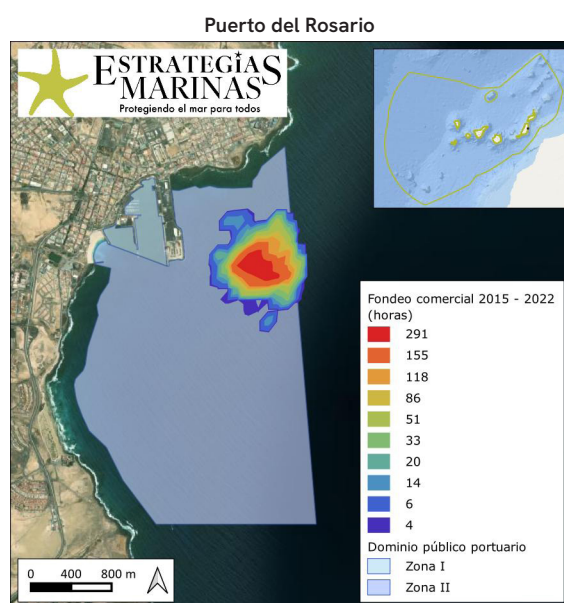 Puerto del Rosario
ESTRATEGIAS
MARINAS
Protegiendo el mar para todos
Fondeo comercial 2015 - 2022
(horas)
291
155
118
86
51
33
20
14
6
4
Dominio público portuario
Zona I
Zona II
0 400 800 m